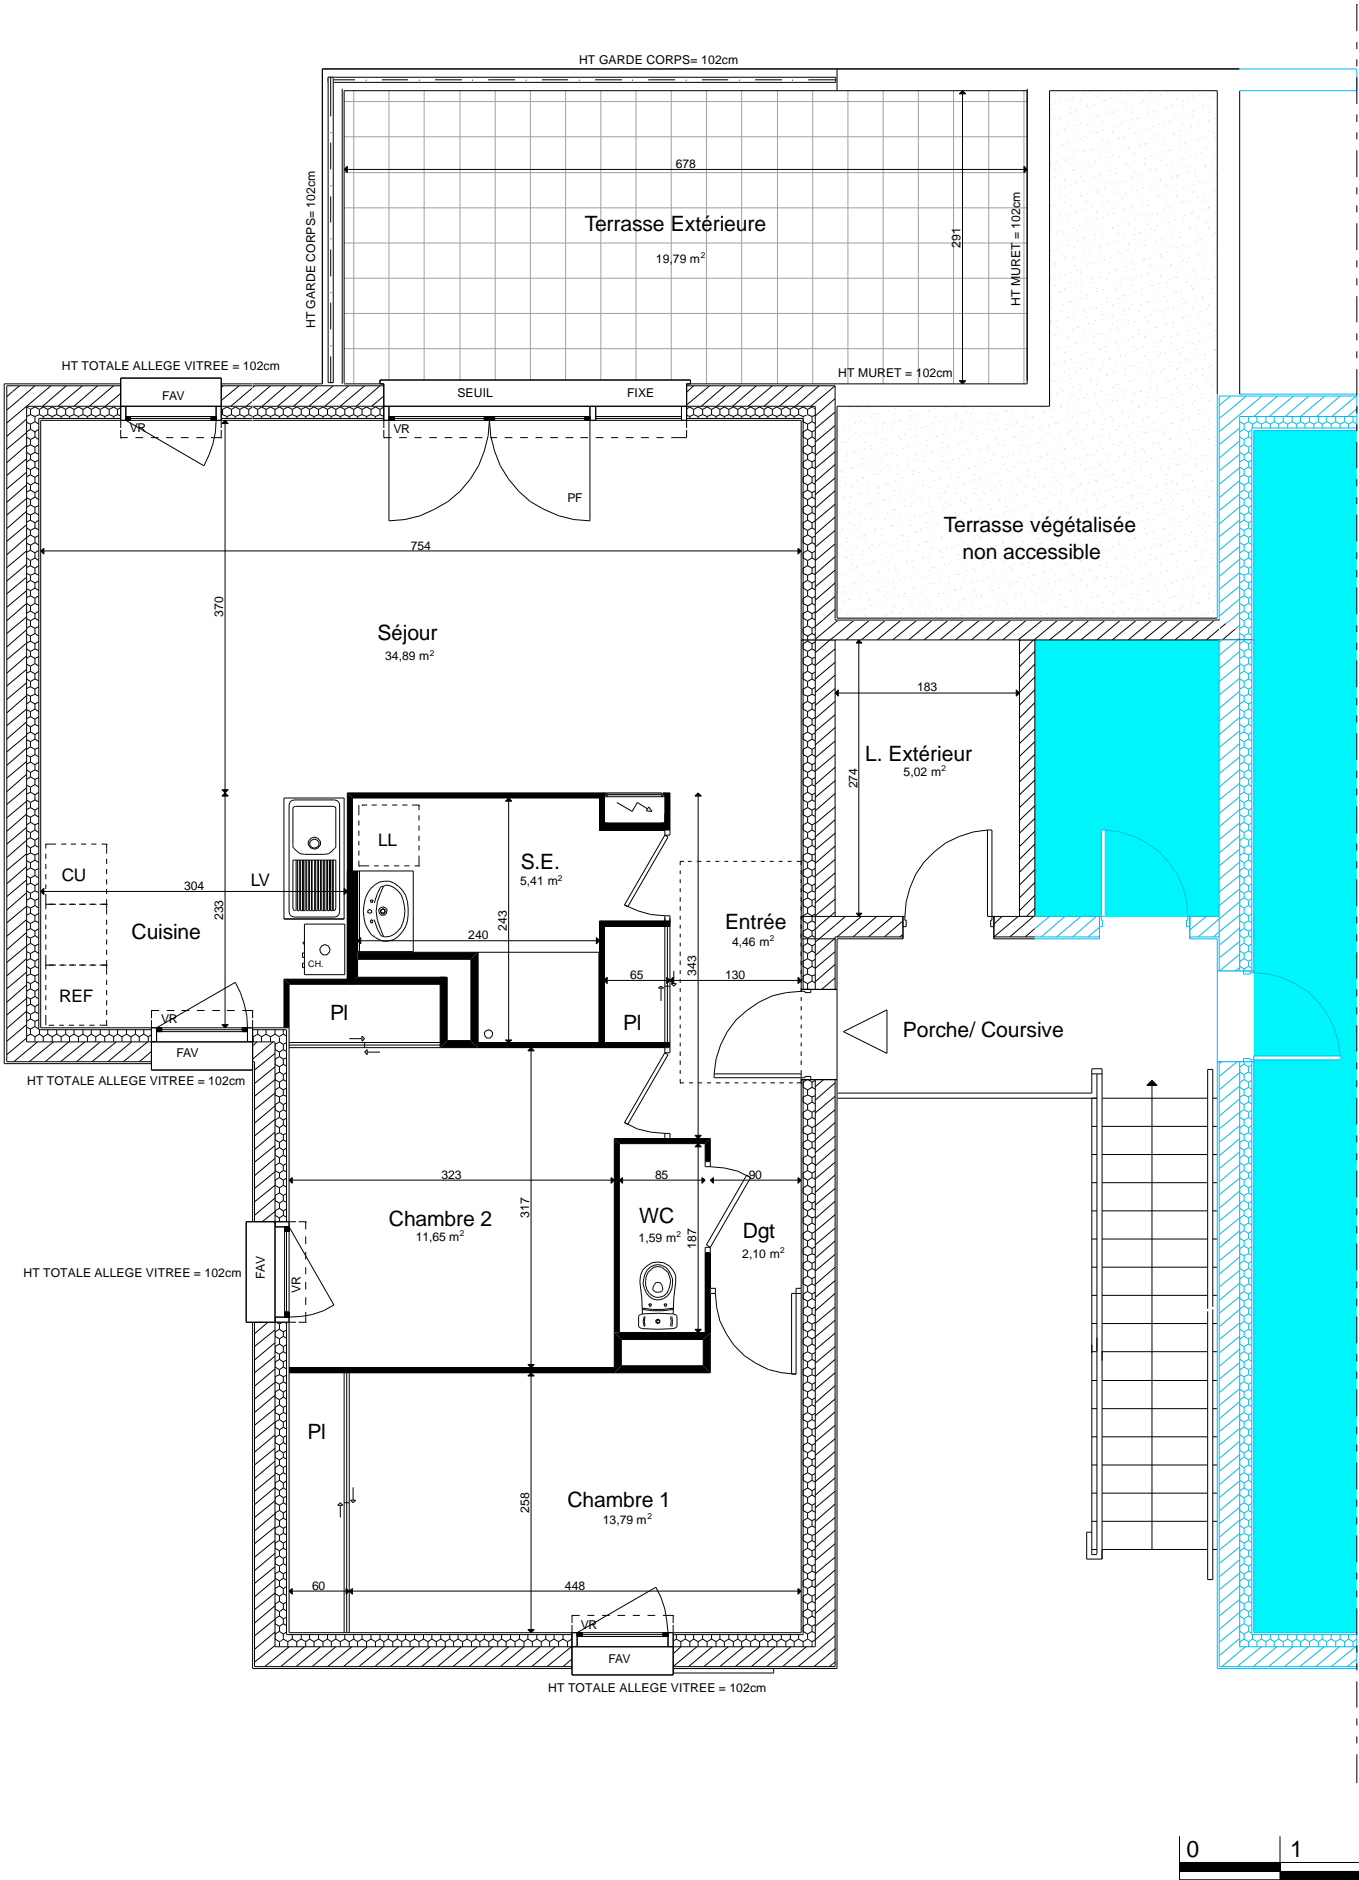 HT GARDE CORPS= 102cm
678
HT GARDE CORPS= 102cm
Terrasse Extérieure
19,79 m²
291
HT MURET = 102cm
HT TOTALE ALLEGE VITREE = 102cm
HT MURET = 102cm
FAV
SEUIL
FIXE
VR
VR
PF
Terrasse végétalisée
non accessible
754
370
Séjour
34,89 m²
183
L. Extérieur
5,02 m²
274
LL
S.E.
5,41 m²
CU
304
LV
233
243
Cuisine
Entrée
4,46 m²
240
CH.
65
343
130
REF
PI
PI
VR
FAV
Porche/ Coursive
HT TOTALE ALLEGE VITREE = 102cm
323
85
90
317
Chambre 2
11,65 m²
WC
1,59 m²
187
Dgt
2,10 m²
HT TOTALE ALLEGE VITREE = 102cm
FAV
VR
PI
258
Chambre 1
13,79 m²
60
448
VR
FAV
HT TOTALE ALLEGE VITREE = 102cm
0
1